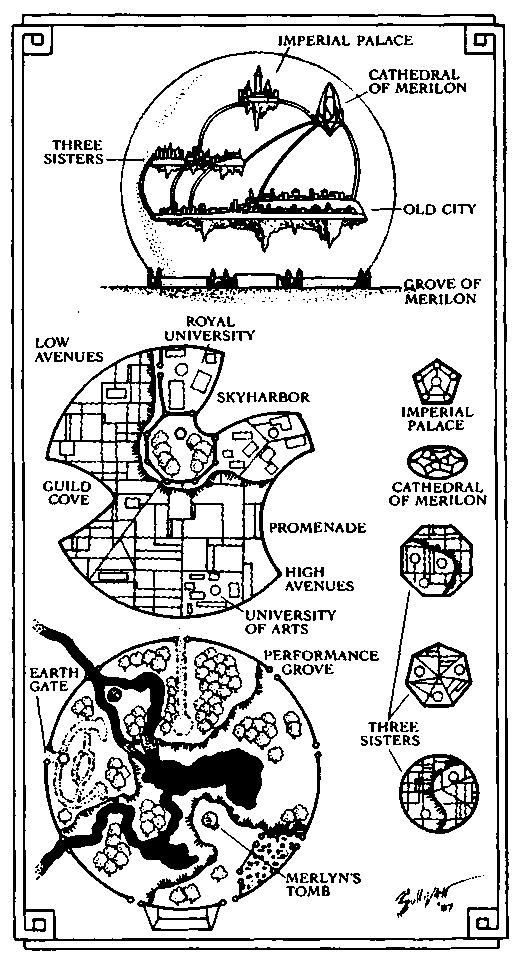 IMPERIAL PALACE
CATHEDRAL
OF MERILON
THREE
SISTERS
OLD CITY
GROVE OF
MERILON
LOW
AVENUES
ROYAL
UNIVERSITY
SKYHARBOR
IMPERIAL
PALACE
GUILD
COVE
CATHEDRAL
OF MERILON
PROMENADE
HIGH
AVENUES
UNIVERSITY
OF ARTS
PERFORMANCE
GROVE
EARTH
GATE
THREE
SISTERS
MERLYN'S
TOMB
'87